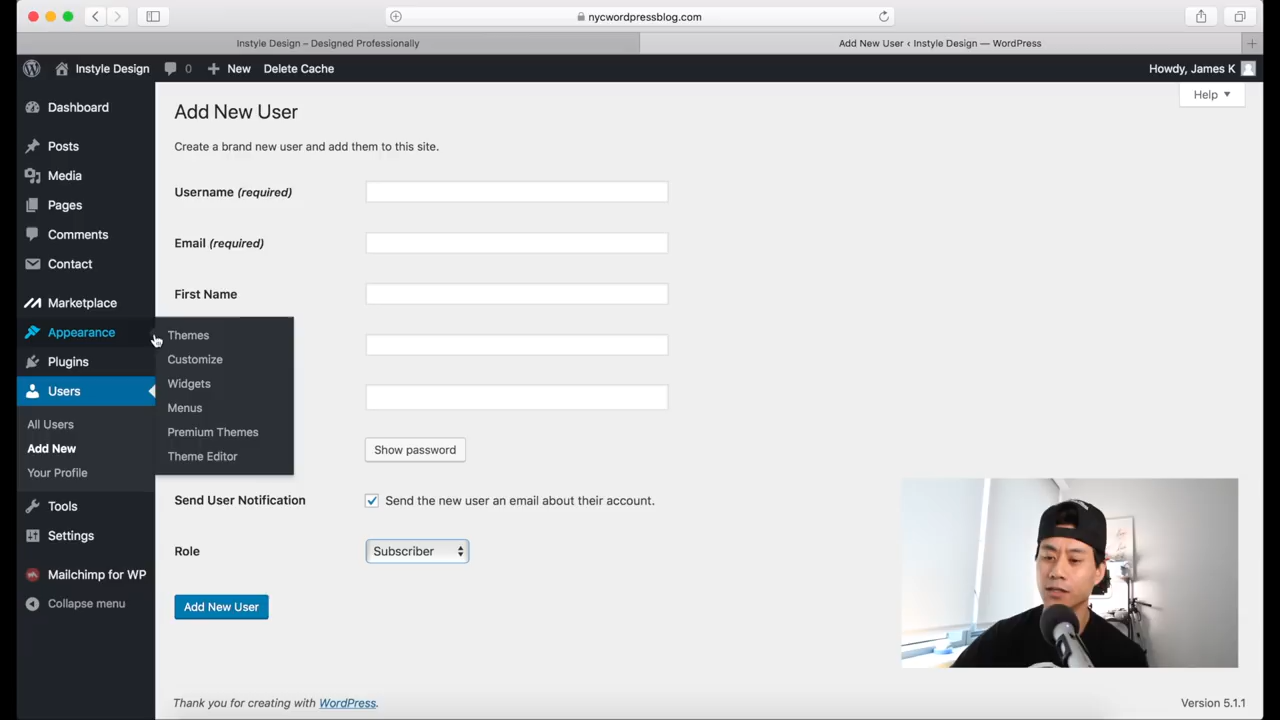 nycwordpressblog.com
Instyle Design – Designed Professionally
Add New User ‹ Instyle Design — WordPress
Instyle Design 0 New Delete Cache Howdy, James K
Help
Dashboard
Posts
Media
Pages
Comments
Contact
Marketplace
Appearance
Plugins
Users
All Users
Add New
Your Profile
Tools
Settings
Mailchimp for WP
Collapse menu
Themes
Customize
Widgets
Menus
Premium Themes
Theme Editor
Add New User
Create a brand new user and add them to this site.
Username (required)
Email (required)
First Name
Show password
Send User Notification Send the new user an email about their account.
Role Subscriber
Add New User
Thank you for creating with WordPress.
Version 5.1.1